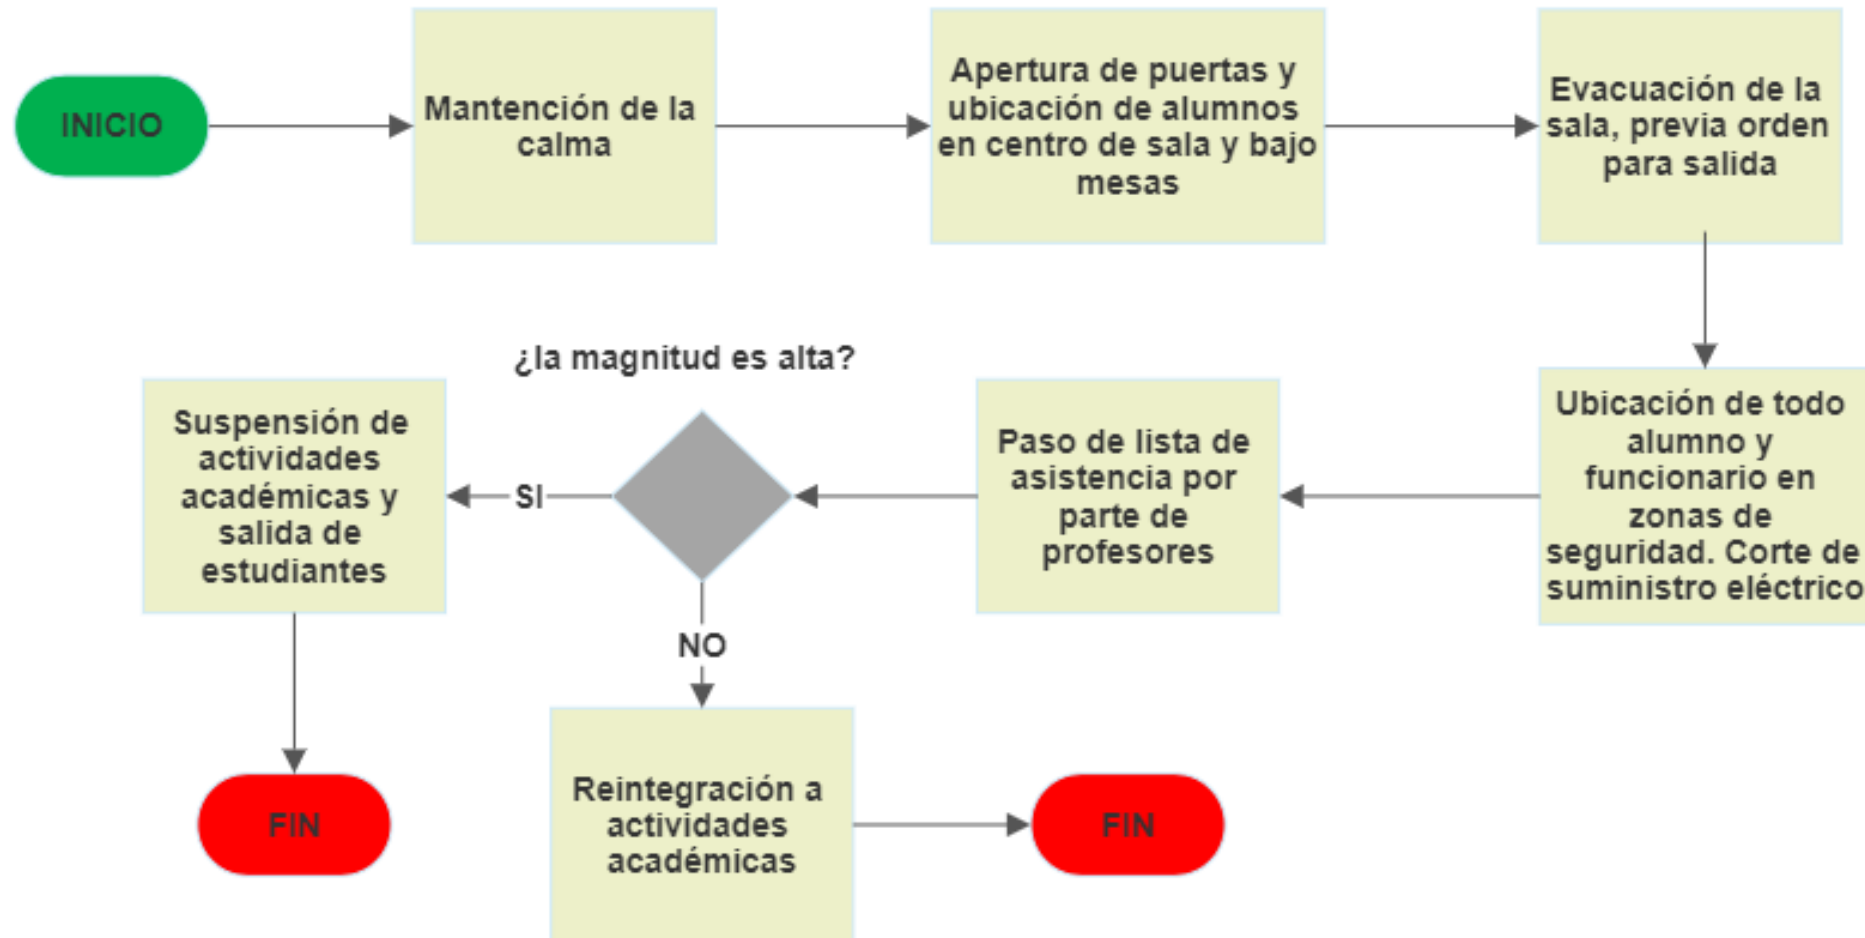 INICIO
Mantención de la
calma
Apertura de puertas y
ubicación de alumnos
en centro de sala y bajo
mesas
Evacuación de la
sala, previa orden
para salida
Ubicación de todo
alumno y
funcionario en
zonas de
seguridad. Corte de
suministro eléctrico
Paso de lista de
asistencia por
parte de
profesores
¿la magnitud es alta?
SI
Suspensión de
actividades
académicas y
salida de
estudiantes
FIN
NO
Reintegración a
actividades
académicas
FIN